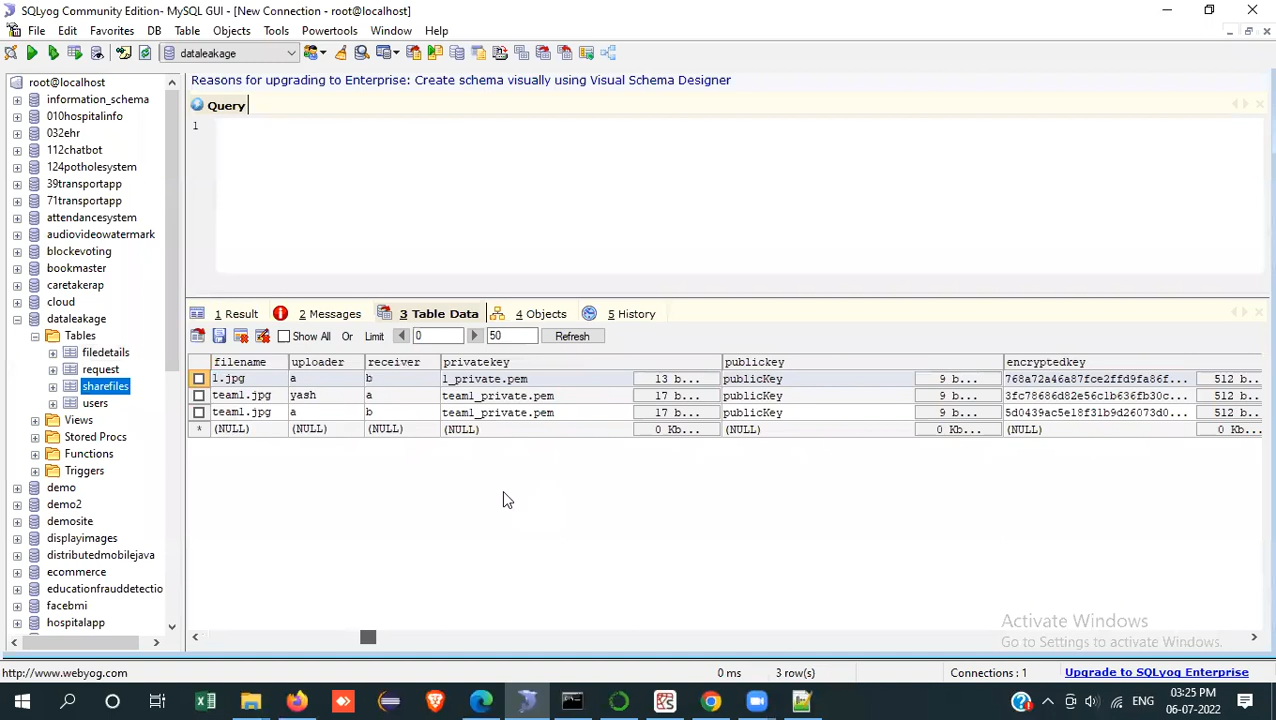 SQLyog Community Edition- MySQL GUI - [New Connection - root@localhost]
File Edit Favorites DB Table Objects Tools Powertools Window Help
dataleakage
root@localhost
information_schema
010hospitalinfo
032ehr
112chatbot
124potholesystem
39transportapp
71transportapp
attendancesystem
audiovideowatermark
blockevoting
bookmaster
caretakerap
cloud
dataleakage
Tables
filedetails
request
sharefiles
users
Views
Stored Procs
Functions
Triggers
demo
demo2
demosite
displayimages
distributedmobilejava
ecommerce
educationfrauddetectio
facebmi
hospitalapp
Reasons for upgrading to Enterprise: Create schema visually using Visual Schema Designer
Query
1
1 Result 2 Messages 3 Table Data 4 Objects 5 History
Show All Or Limit 0 50 Refresh
filename uploader receiver privatekey publickey encryptedkey
1.jpg a b 1_private.pem 13 b... publicKey 9 b... 768a72a46a87fce2ffd9fa86f... 512 b...
team1.jpg yash a team1_private.pem 17 b... publicKey 9 b... 3fc78686d82e56c1b636fb30c... 512 b...
team1.jpg a b team1_private.pem 17 b... publicKey 9 b... 5d0439ac5e18f31b9d26073d0... 512 b...
* (NULL) (NULL) (NULL) (NULL) 0 Kb... (NULL) 0 Kb... (NULL) 0 Kb...
Activate Windows
Go to Settings to activate Windows.
http://www.webyog.com 0 ms 3 row(s) Connections : 1 Upgrade to SQLyog Enterprise
ENG
03:25 PM
06-07-2022